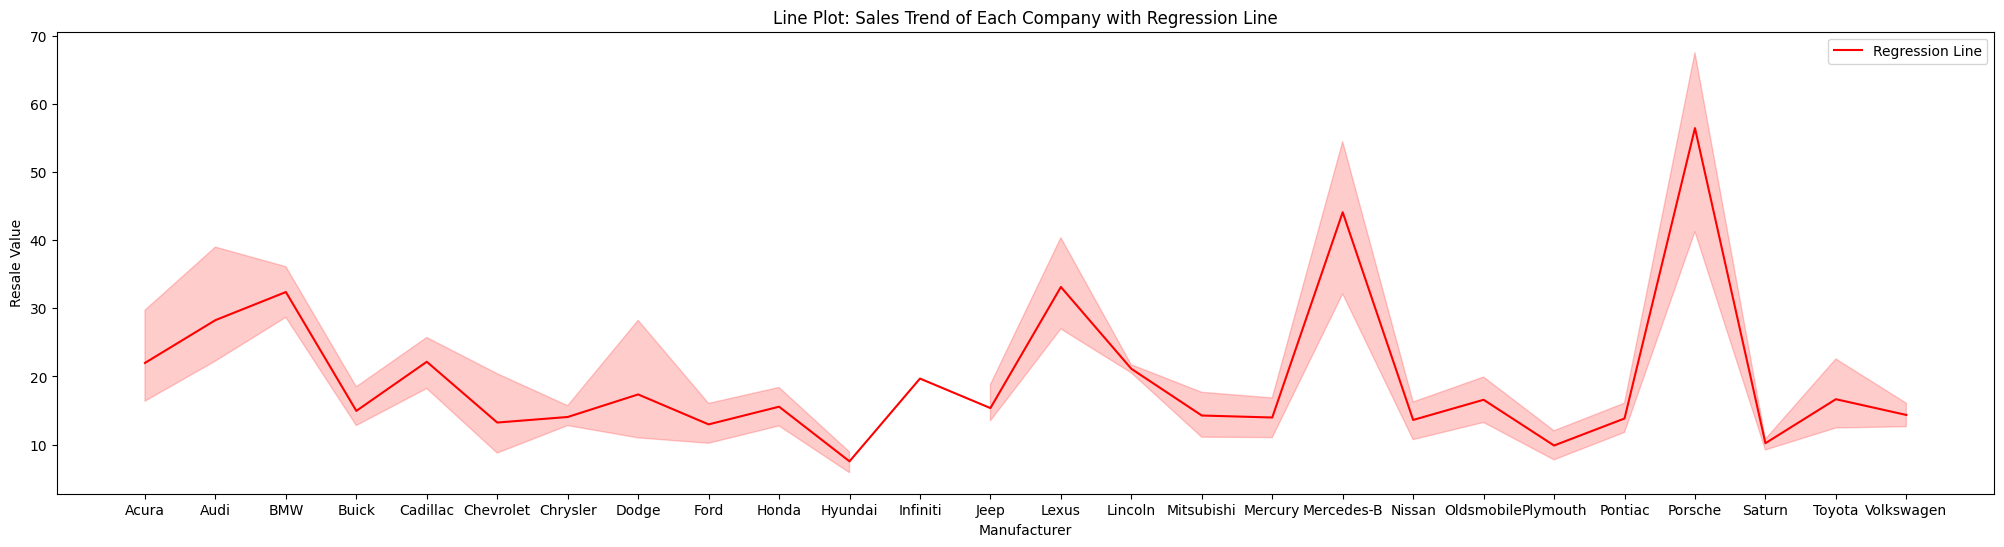 Line Plot: Sales Trend of Each Company with Regression Line
Regression Line
70
60
50
40
30
20
10
Resale Value
Acura Audi BMW Buick Cadillac Chevrolet Chrysler Dodge Ford Honda Hyundai Infiniti Jeep Lexus Lincoln Mitsubishi Mercury Mercedes-B Nissan Oldsmobile Plymouth Pontiac Porsche Saturn Toyota Volkswagen
Manufacturer